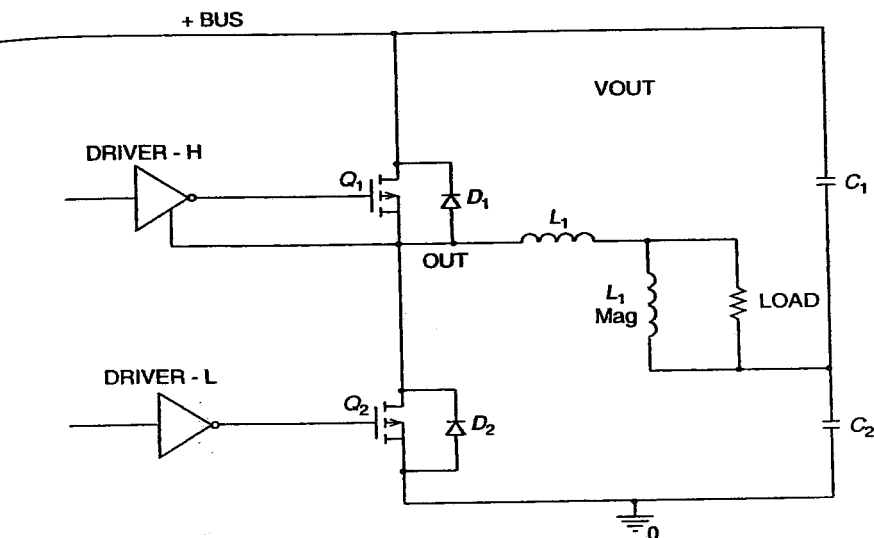 + BUS
VOUT
DRIVER - H
Q1
D1
C1
L1
OUT
L1
Mag
LOAD
DRIVER - L
Q2
D2
C2
0